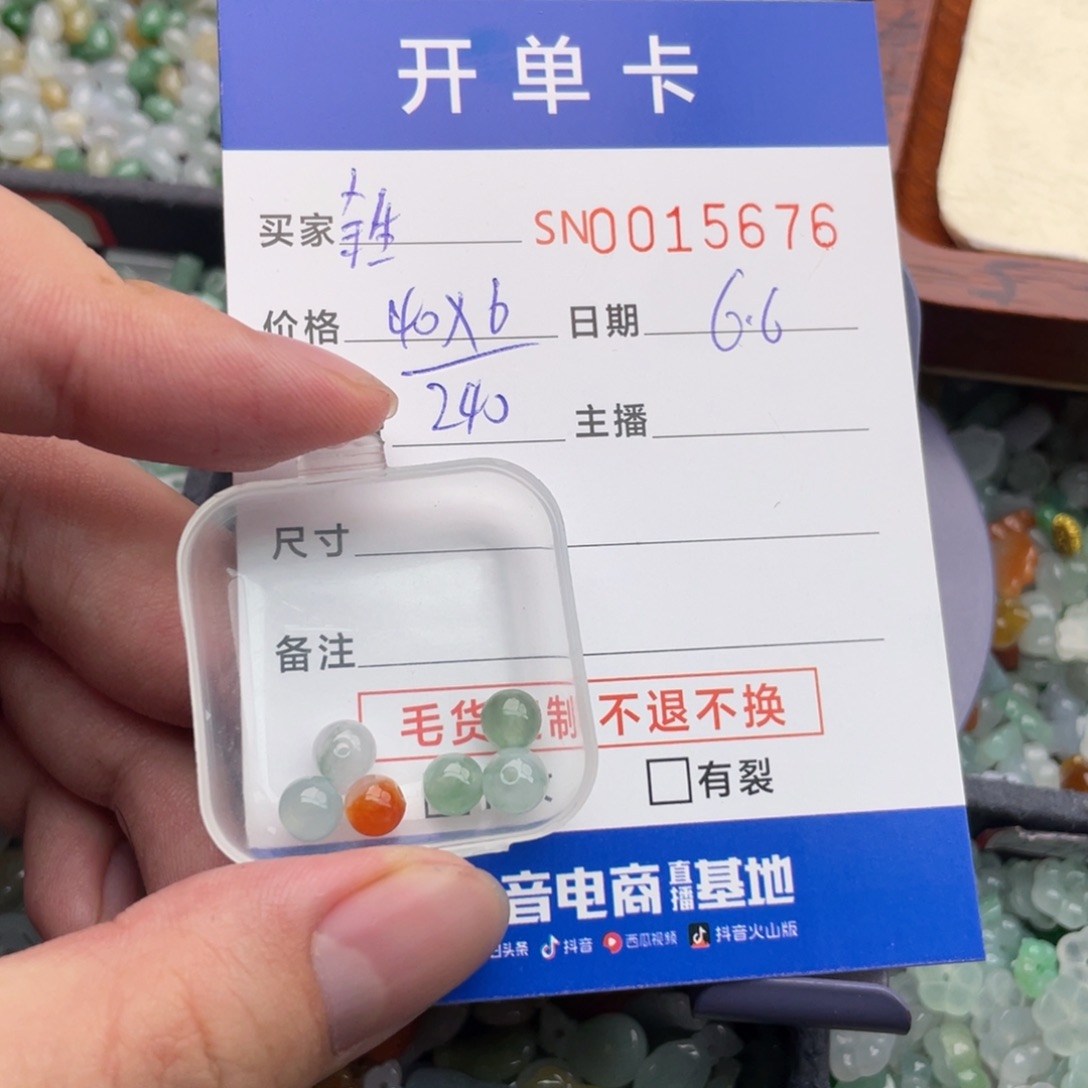 开单卡
买家 SN0015676
价格 40X6 日期 6.6
240 主播
尺寸
备注
毛货 制 不退不换
有裂
音电商直播基地
头条 抖音 西瓜视频 抖音火山版